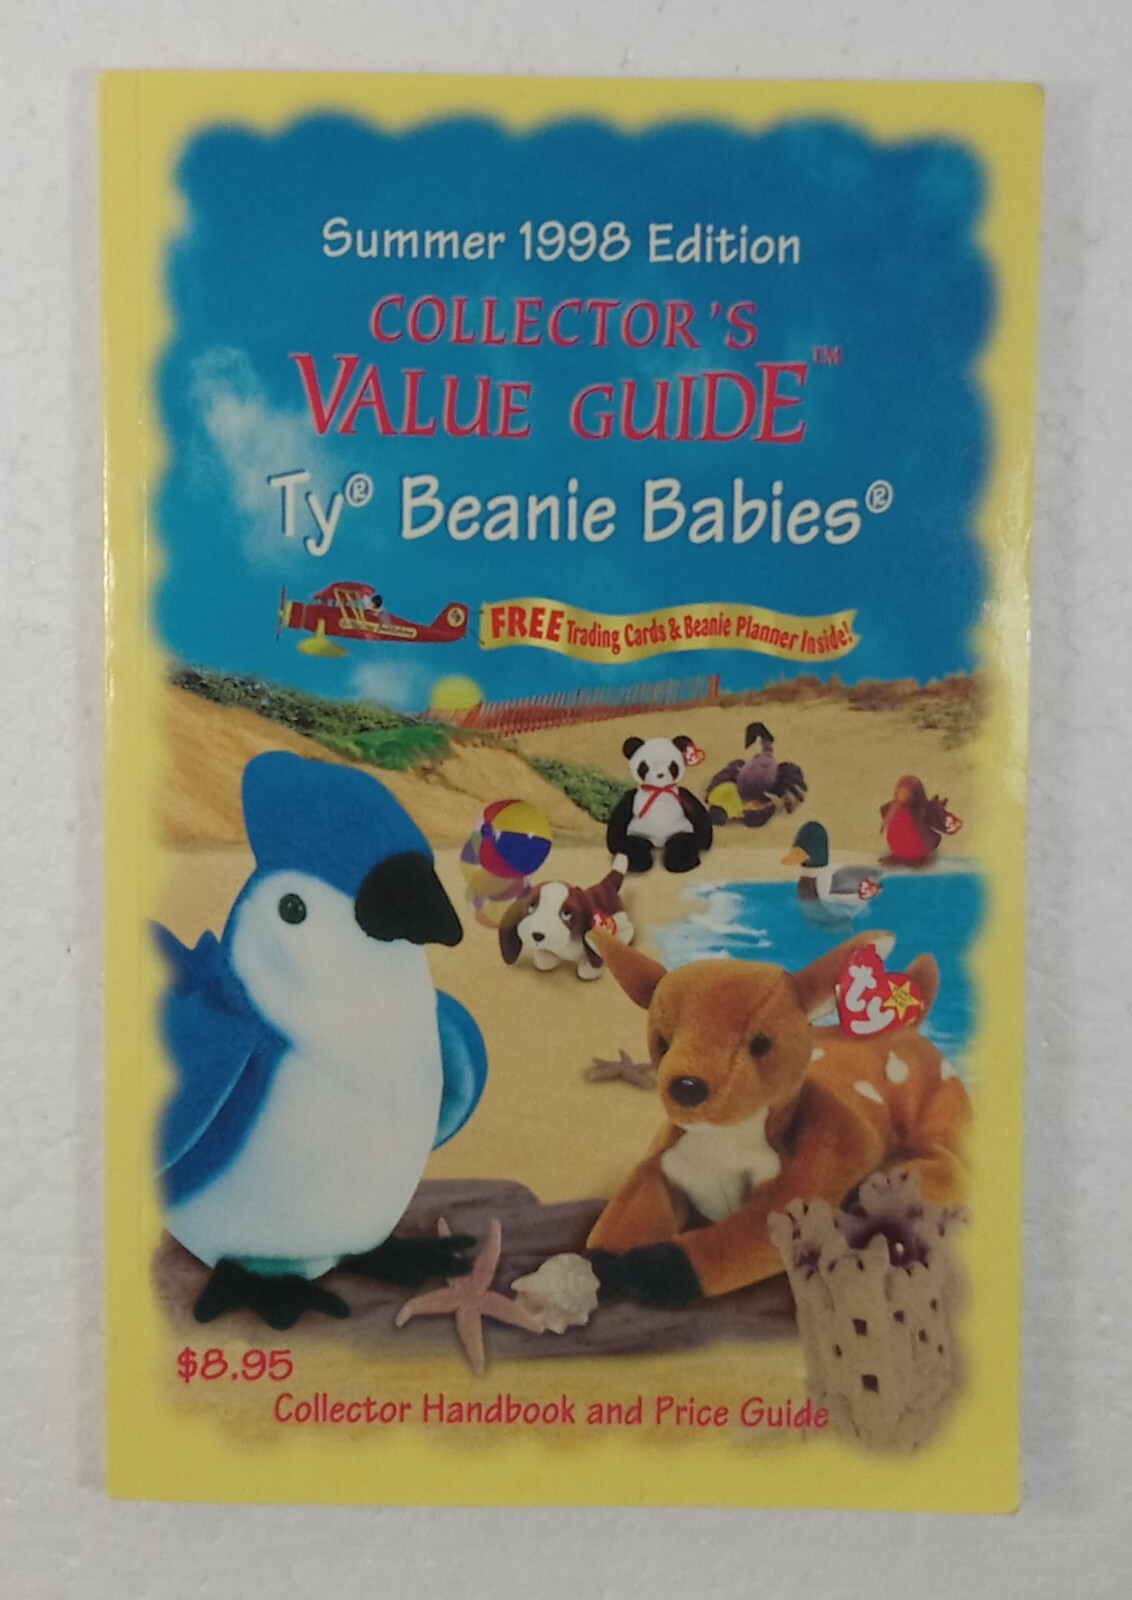 Summer 1998 Edition
COLLECTOR'S
VALUE GUIDE™
Ty® Beanie Babies®
FREE Trading Cards & Beanie Planner Inside!
ty
$8.95
Collector Handbook and Price Guide